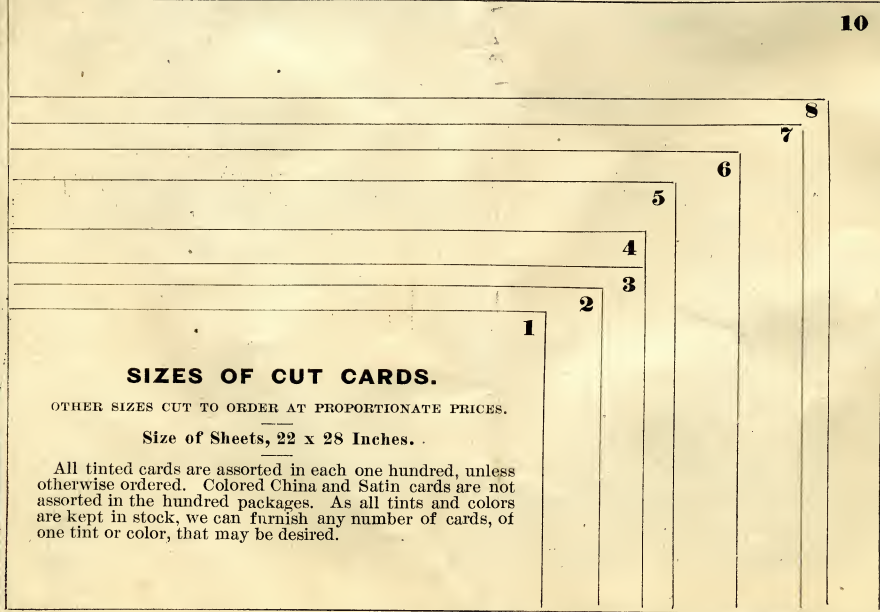 10
8
7
6
5
4
3
2
1
SIZES OF CUT CARDS.
OTHER SIZES CUT TO ORDER AT PROPORTIONATE PRICES.
Size of Sheets, 22 x 28 Inches.
All tinted cards are assorted in each one hundred, unless
otherwise ordered. Colored China and Satin cards are not
assorted in the hundred packages. As all tints and colors
are kept in stock, we can furnish any number of cards, of
one tint or color, that may be desired.